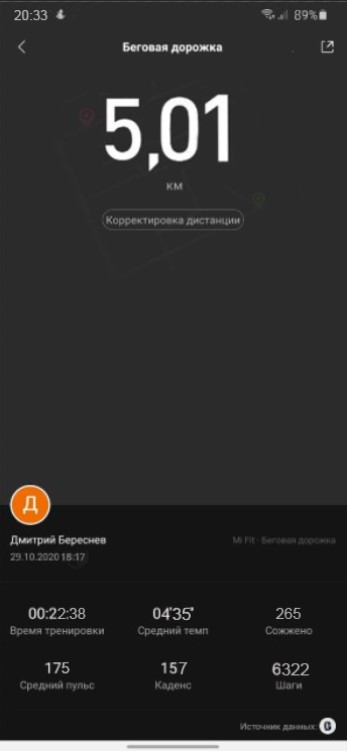 20:33 89%
Беговая дорожка
5,01
км
Корректировка дистанции
Д
Дмитрий Береснев
Mi Fit - Беговая дорожка
29.10.2020 18:17
00:22:38 04'35" 265
Время тренировки Средний темп Сожжено
175 157 6322
Средний пульс Каденс Шаги
Источник данных: